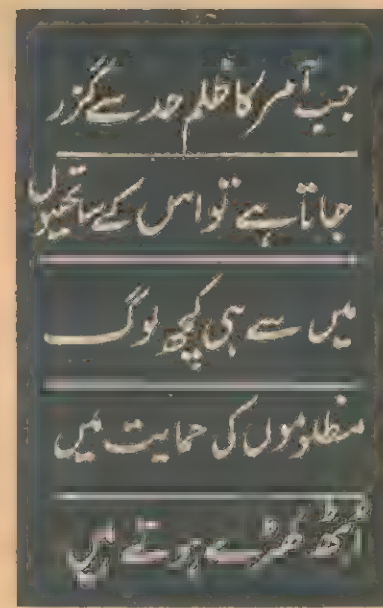 جب آمر کا ظلم حد سے گزر
جاتا ہے تو اس کے ساتھیوں
میں سے ہی کچھ لوگ
مظلوموں کی حمایت میں
اُٹھ کھڑے ہوتے ہیں